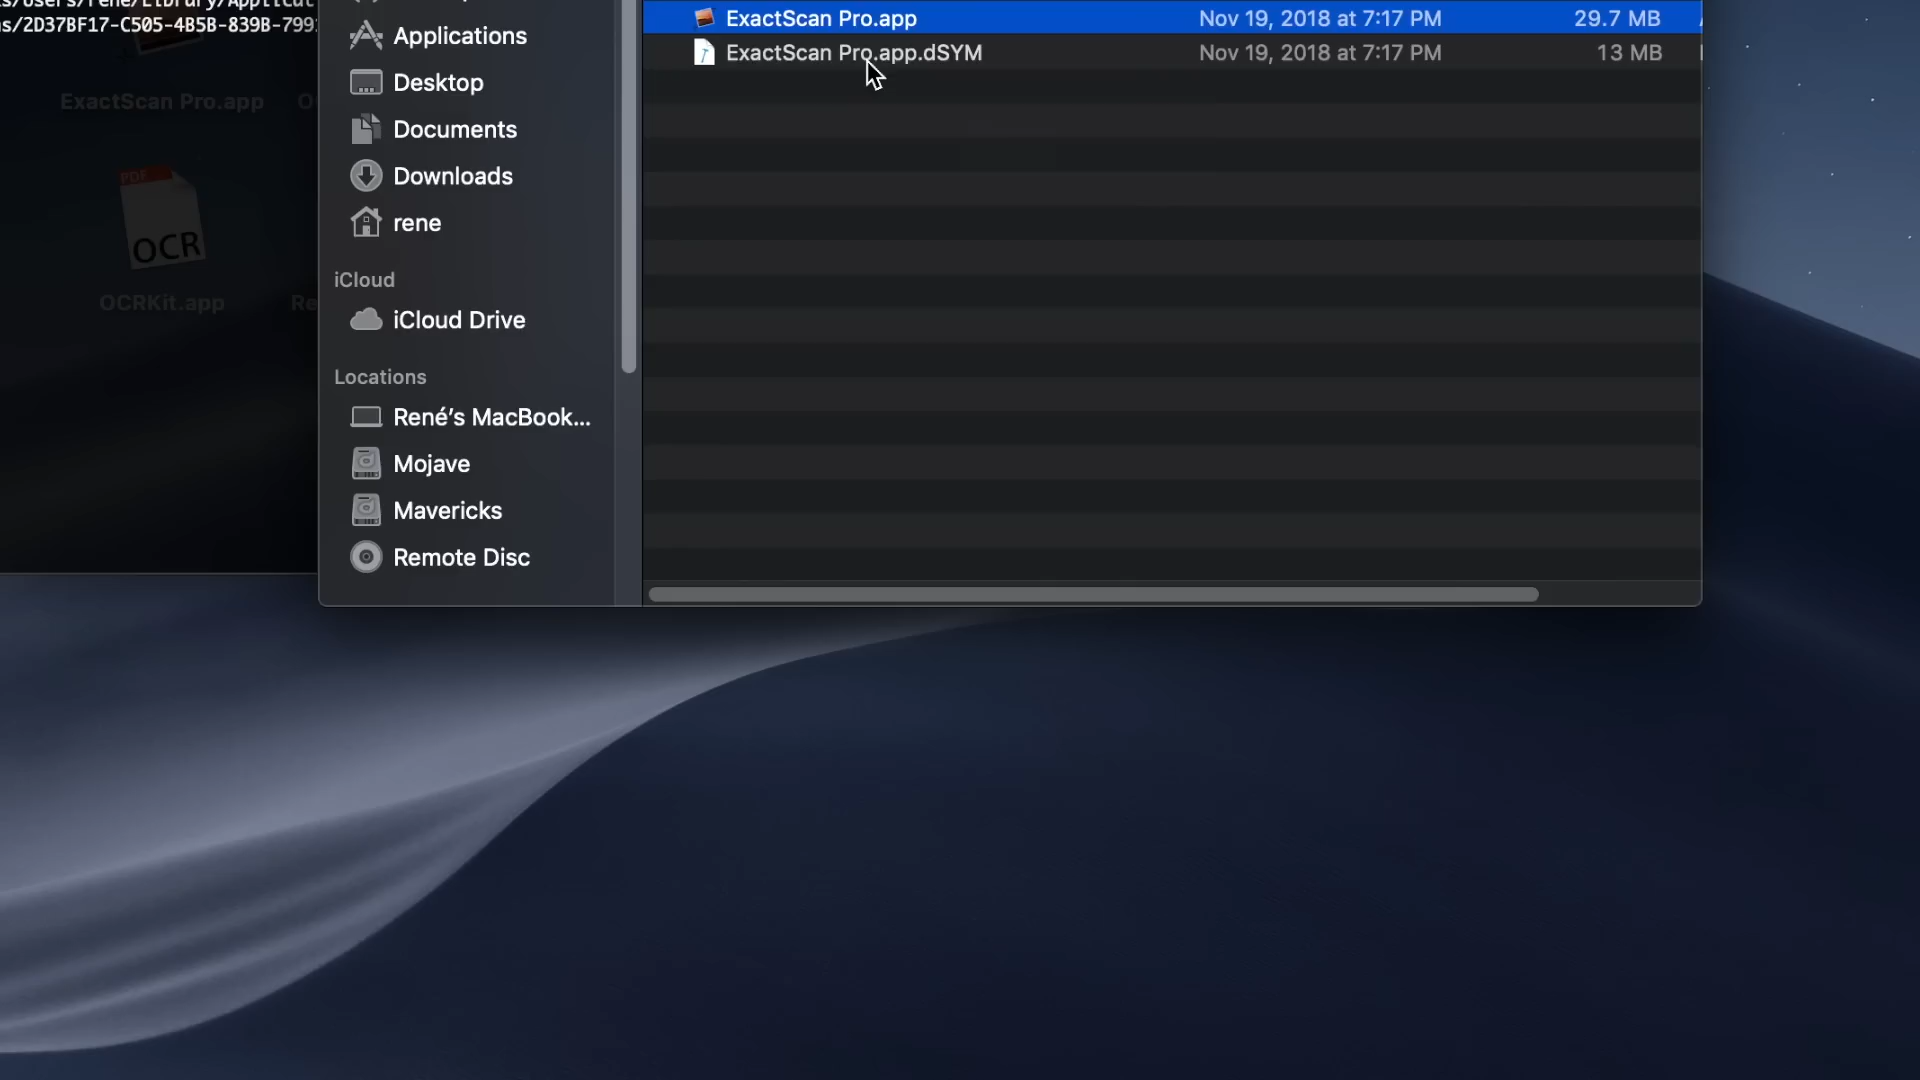 s/2D37BF17-C505-4B5B-839B-799
ExactScan Pro.app
OCRKit.app
PDF
OCR
Applications
Desktop
Documents
Downloads
rene
iCloud
iCloud Drive
Locations
René’s MacBook...
Mojave
Mavericks
Remote Disc
ExactScan Pro.app Nov 19, 2018 at 7:17 PM 29.7 MB
ExactScan Pro.app.dSYM Nov 19, 2018 at 7:17 PM 13 MB